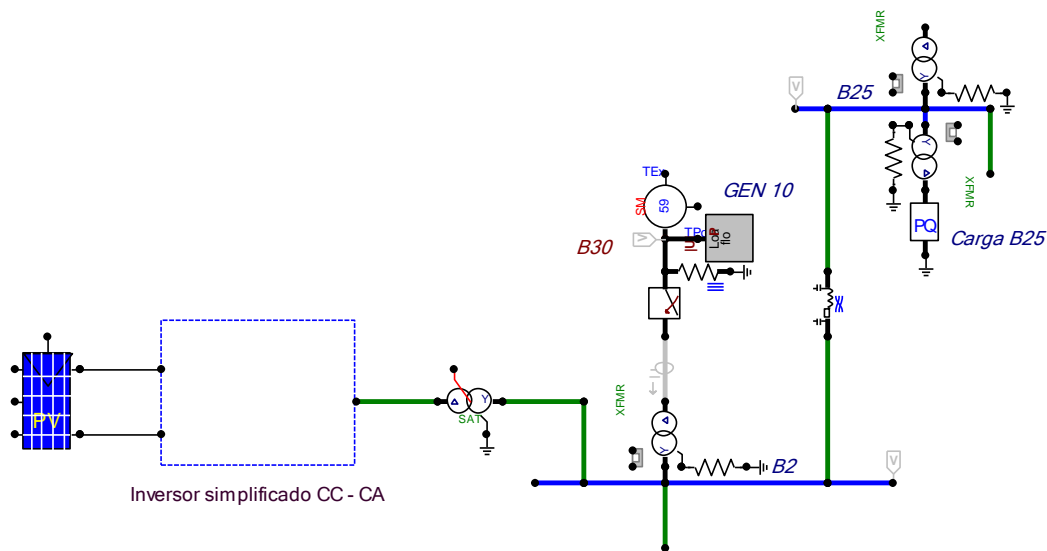 XFMR
Y
V
B25
Y
XFMR
PQ
Carga B25
TEx
GEN 10
SM
59
V
B30
XFMR
Y
B2
V
PV
Y
SAT
I
Inversor simplificado CC - CA